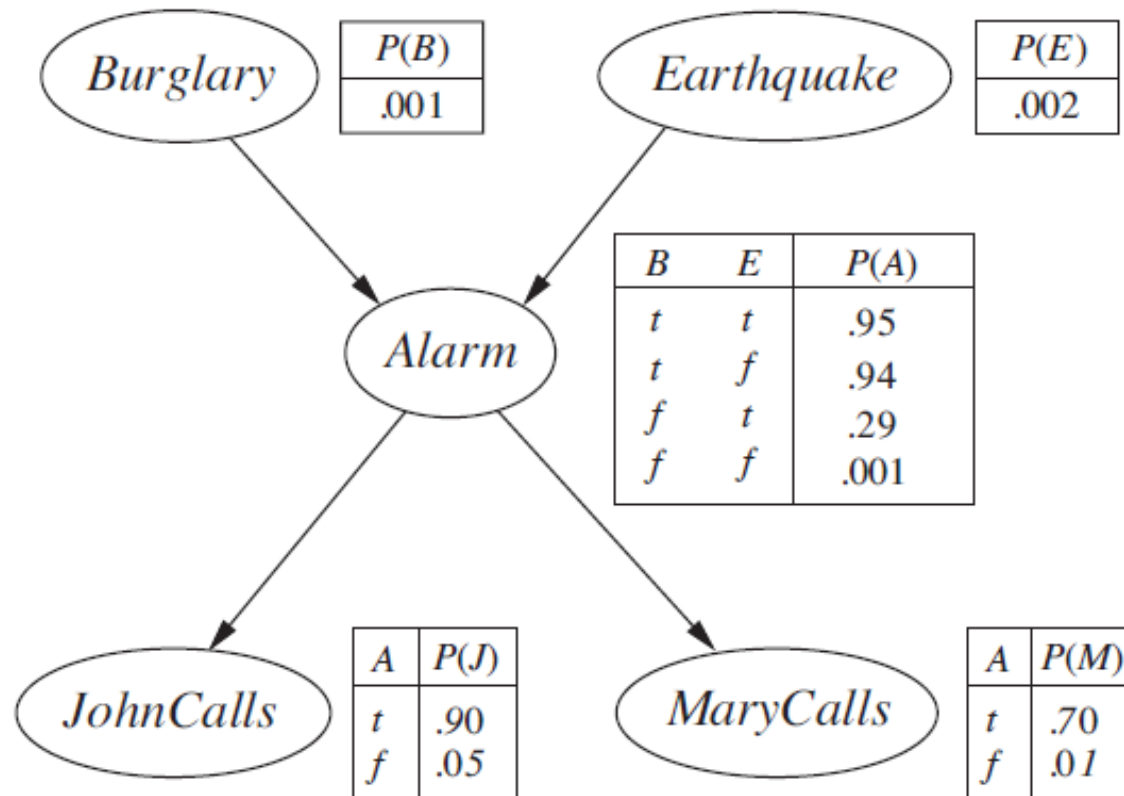 Burglary
P(B)
.001
Earthquake
P(E)
.002
B E P(A)
t t .95
t f .94
f t .29
f f .001
Alarm
JohnCalls
A P(J)
t .90
f .05
MaryCalls
A P(M)
t .70
f .01